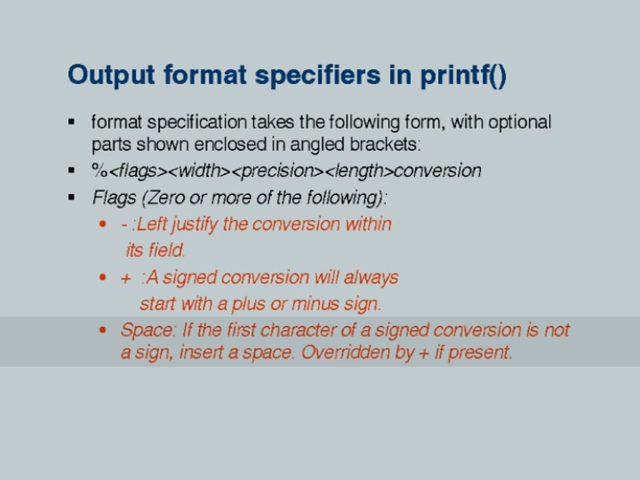 Output format specifiers in printf()
▪ format specification takes the following form, with optional
parts shown enclosed in angled brackets:
▪ %<flags><width><precision><length>conversion
▪ Flags (Zero or more of the following):
• - :Left justify the conversion within
its field.
• + :A signed conversion will always
start with a plus or minus sign.
• Space: If the first character of a signed conversion is not
a sign, insert a space. Overridden by + if present.